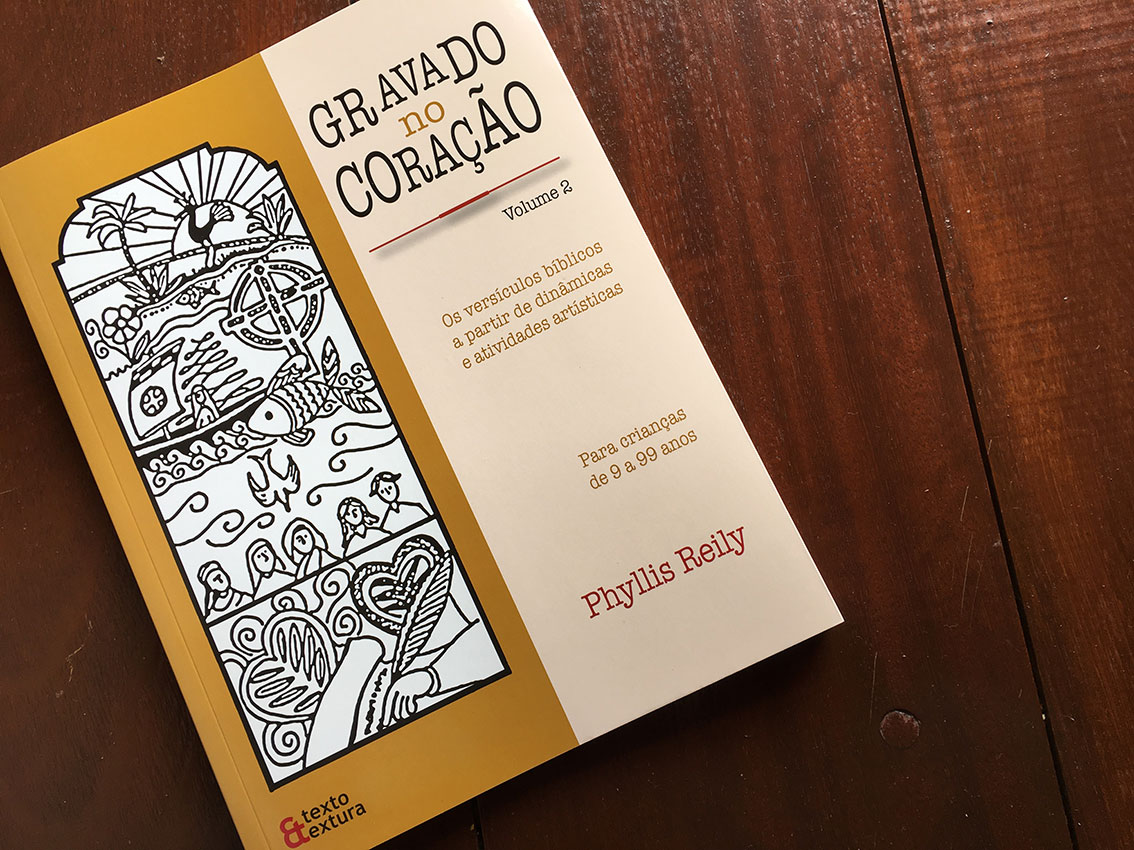 GRAVADO
no
CORAÇÃO
Volume 2
Os versículos bíblicos
a partir de dinâmicas
e atividades artísticas
Para crianças
de 9 a 99 anos
Phyllis Reily
& texto
extura